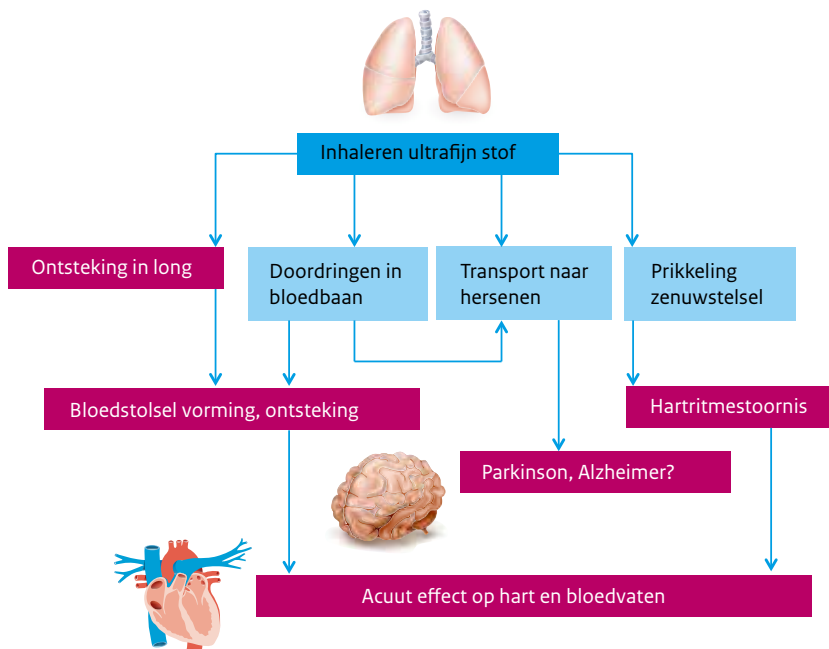 Inhaleren ultrafijn stof
Ontsteking in long
Doordringen in
bloedbaan
Transport naar
hersenen
Prikkeling
zenuwstelsel
Bloedstolsel vorming, ontsteking
Hartritmestoornis
Parkinson, Alzheimer?
Acuut effect op hart en bloedvaten